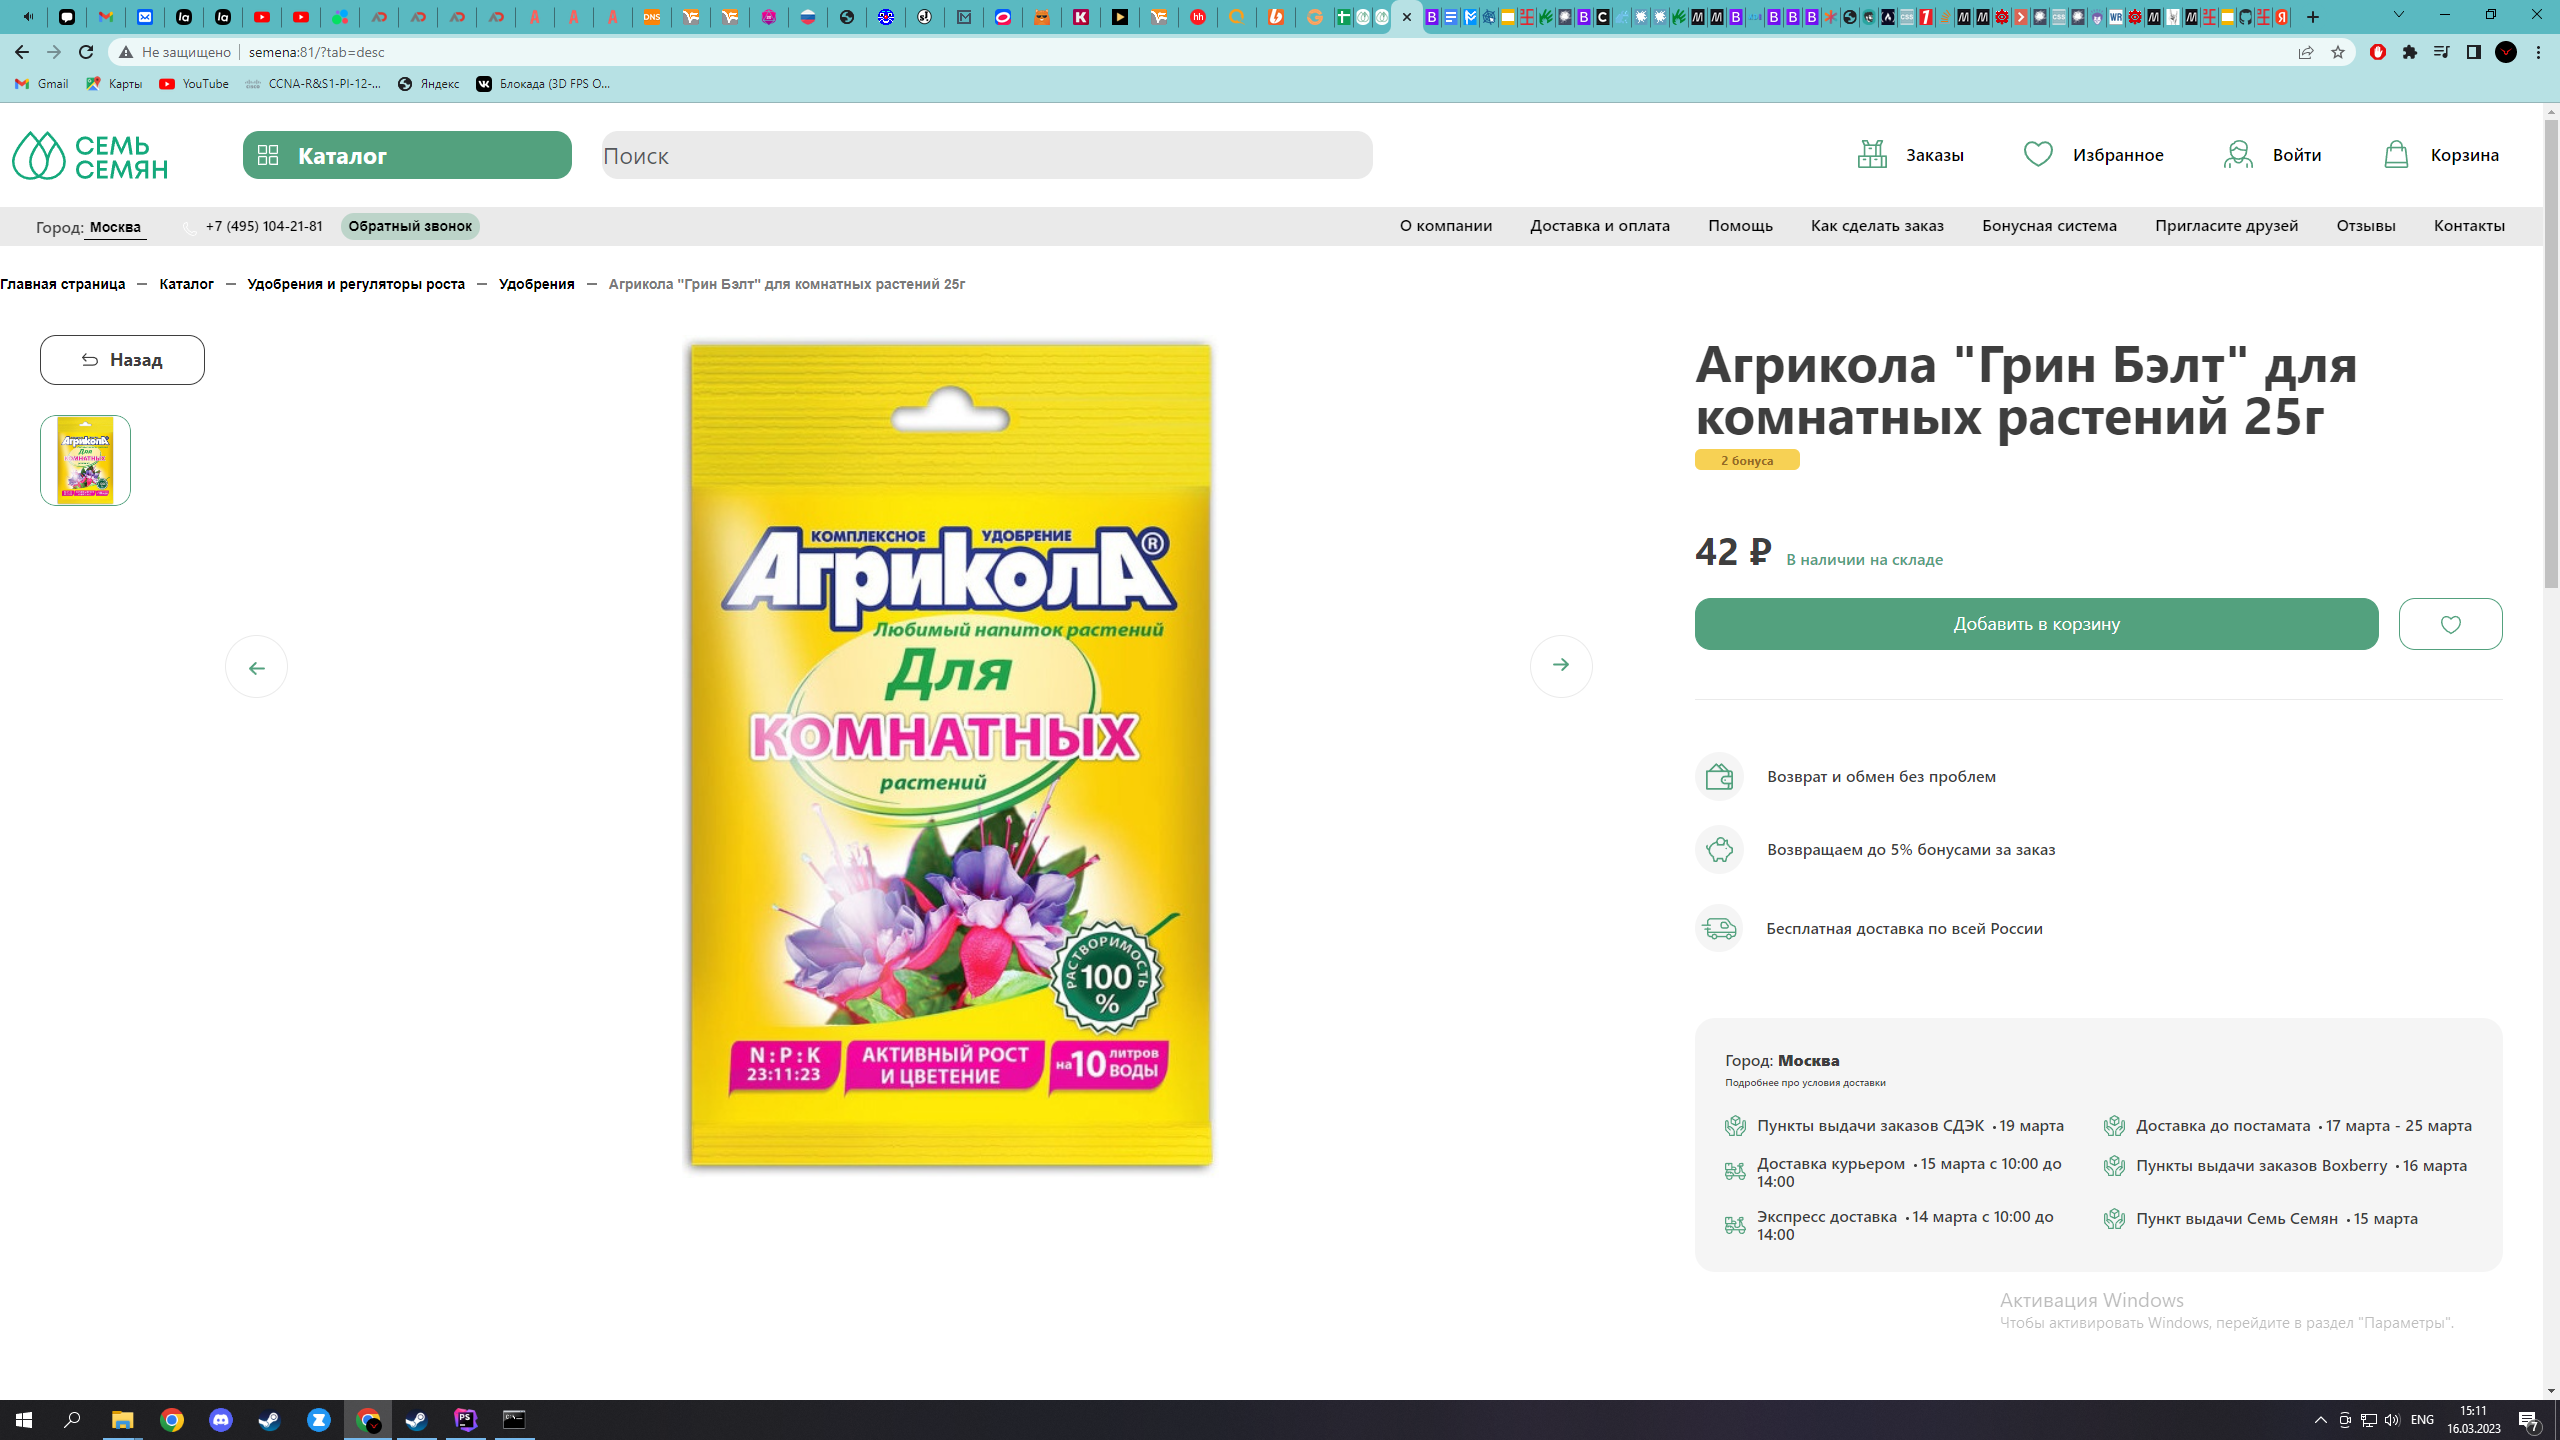 Не защищено
semena:81/?tab=desc
Gmail
Карты
YouTube
CCNA-R&S1-PI-12-...
Яндекс
Блокада (3D FPS O...
СЕМЬ
СЕМЯН
Каталог
Поиск
Заказы
Избранное
Войти
Корзина
Город: Москва
+7 (495) 104-21-81
Обратный звонок
О компании
Доставка и оплата
Помощь
Как сделать заказ
Бонусная система
Пригласите друзей
Отзывы
Контакты
Главная страница — Каталог — Удобрения и регуляторы роста — Удобрения — Агрикола "Грин Бэлт" для комнатных растений 25г
Назад
КОМПЛЕКСНОЕ УДОБРЕНИЕ
АгриколА®
Любимый напиток растений
Для
КОМНАТНЫХ
растений
РАСТВОРИМОСТЬ
100
%
N : P : K
23:11:23
АКТИВНЫЙ РОСТ
И ЦВЕТЕНИЕ
на 10 литров
ВОДЫ
Агрикола "Грин Бэлт" для
комнатных растений 25г
2 бонуса
42 ₽ В наличии на складе
Добавить в корзину
Возврат и обмен без проблем
Возвращаем до 5% бонусами за заказ
Бесплатная доставка по всей России
Город: Москва
Подробнее про условия доставки
Пункты выдачи заказов СДЭК • 19 марта
Доставка до постамата • 17 марта - 25 марта
Доставка курьером • 15 марта с 10:00 до
14:00
Пункты выдачи заказов Boxberry • 16 марта
Экспресс доставка • 14 марта с 10:00 до
14:00
Пункт выдачи Семь Семян • 15 марта
Активация Windows
Чтобы активировать Windows, перейдите в раздел "Параметры".
ENG
15:11
16.03.2023
7